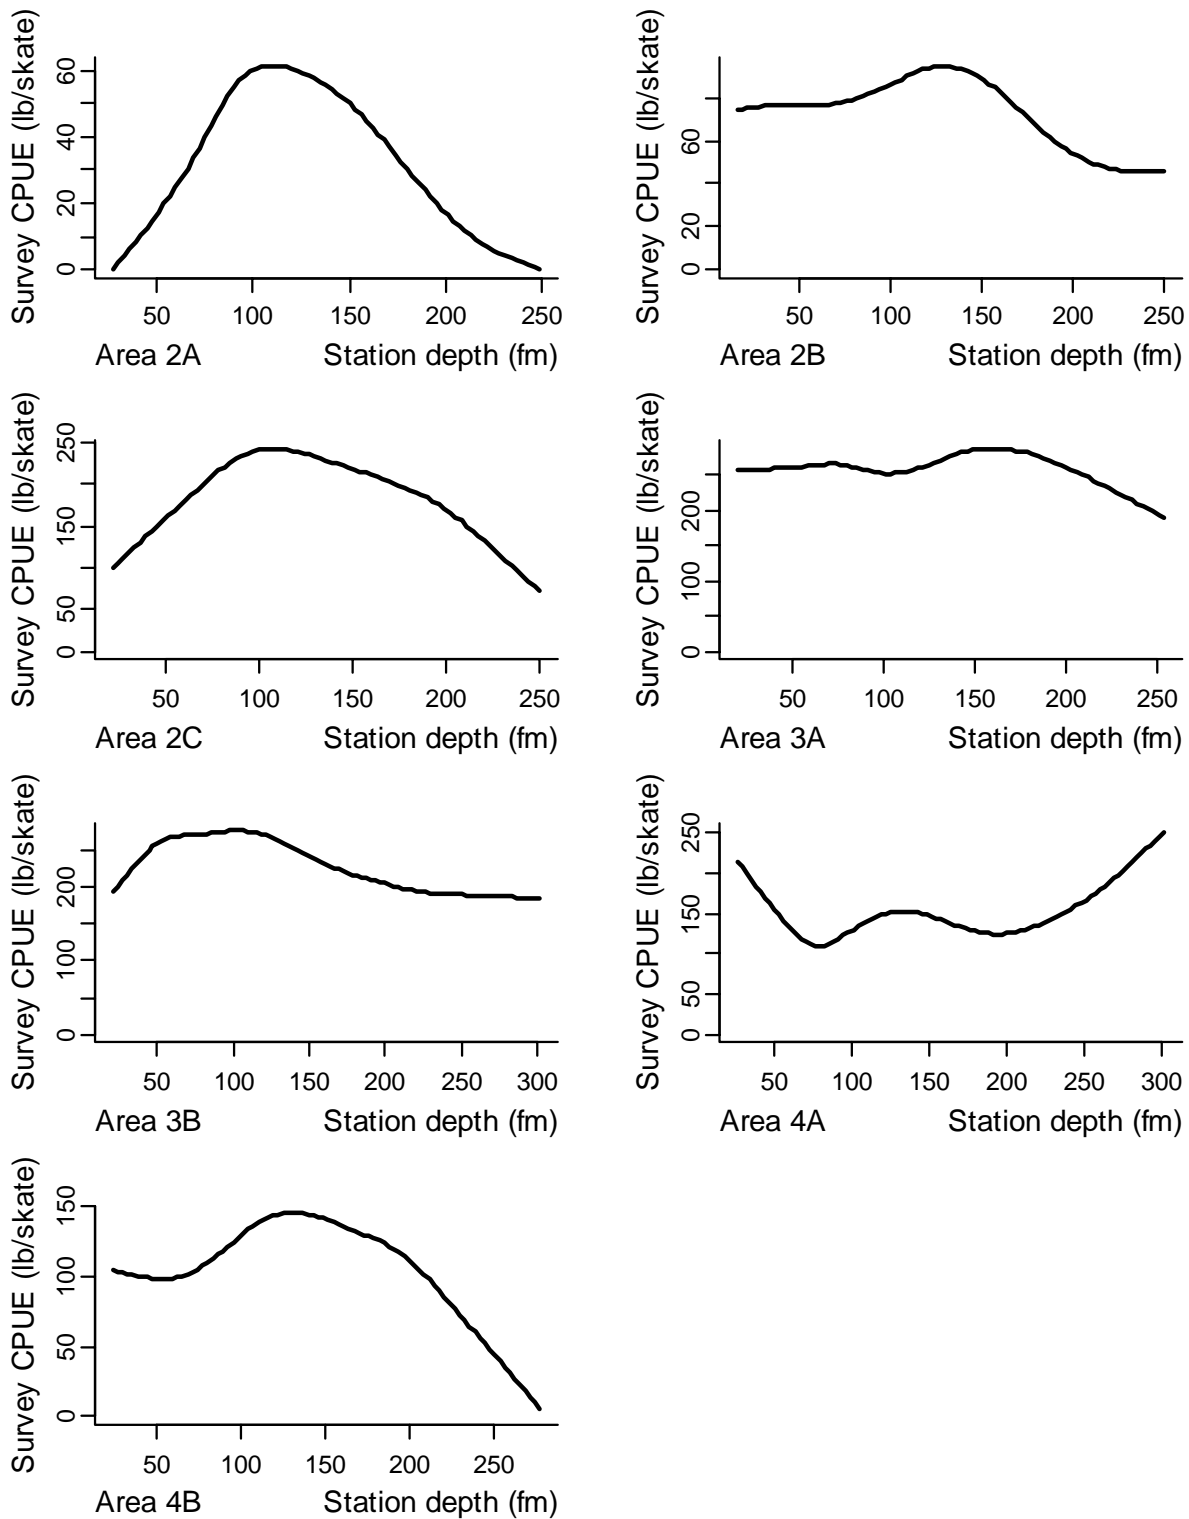 Survey CPUE (lb/skate)
0 20 40 60
50 100 150 200 250
Area 2A Station depth (fm)
Survey CPUE (lb/skate)
0 20 60
50 100 150 200 250
Area 2B Station depth (fm)
Survey CPUE (lb/skate)
0 50 150 250
50 100 150 200 250
Area 2C Station depth (fm)
Survey CPUE (lb/skate)
0 100 200
50 100 150 200 250
Area 3A Station depth (fm)
Survey CPUE (lb/skate)
0 100 200
50 100 150 200 250 300
Area 3B Station depth (fm)
Survey CPUE (lb/skate)
0 50 150 250
50 100 150 200 250 300
Area 4A Station depth (fm)
Survey CPUE (lb/skate)
0 50 100 150
50 100 150 200 250
Area 4B Station depth (fm)